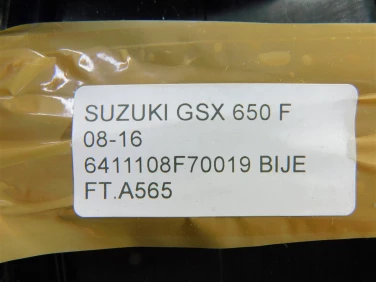 SUZUKI GSX 650 F
08-16
6411108F70019 BIJE
FT.A565